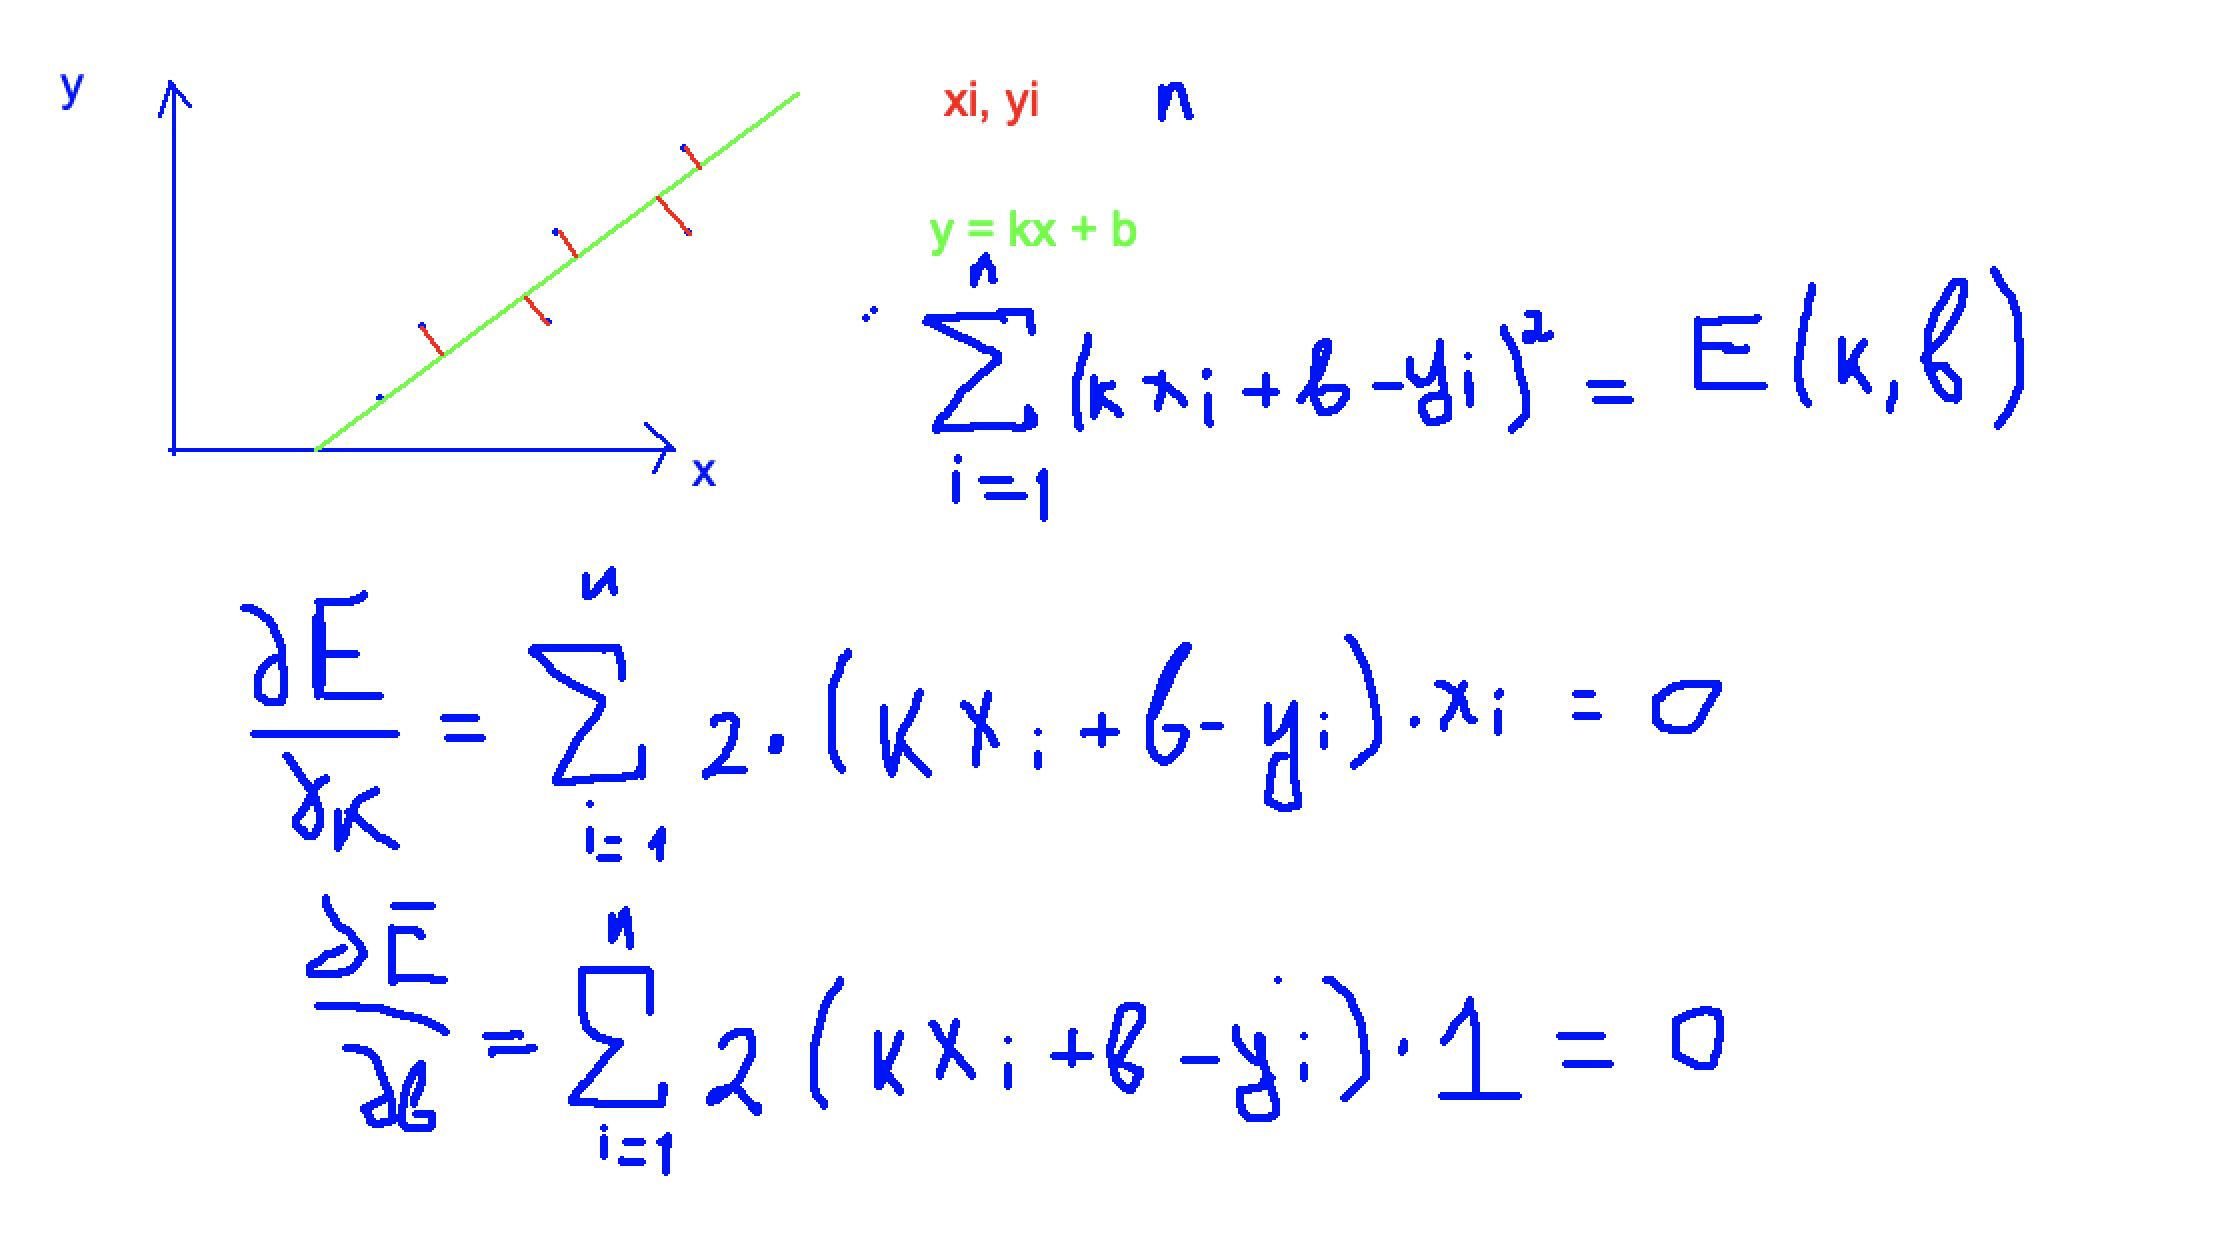 y
xi, yi n
y = kx + b
n
∑ (kxi + b - yi)² = E(k, b)
i=1
x
n
∂E/∂k = ∑ 2·(kxi + b - yi)·xi = 0
i=1
n
∂E/∂b = ∑ 2(kxi + b - yi)·1 = 0
i=1